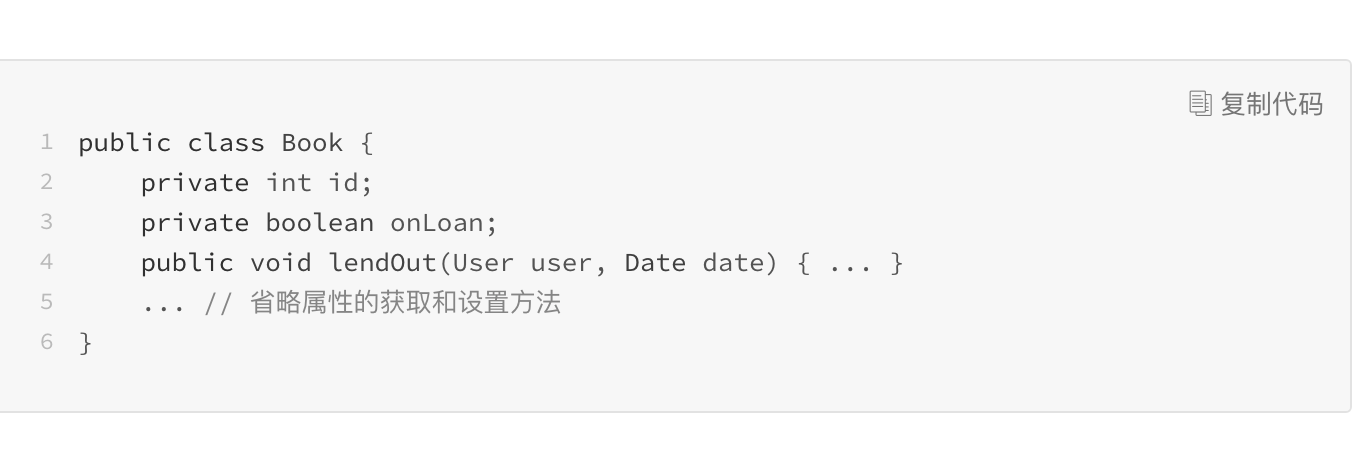 复制代码
1 public class Book {
2     private int id;
3     private boolean onLoan;
4     public void lendOut(User user, Date date) { ... }
5     ... // 省略属性的获取和设置方法
6 }